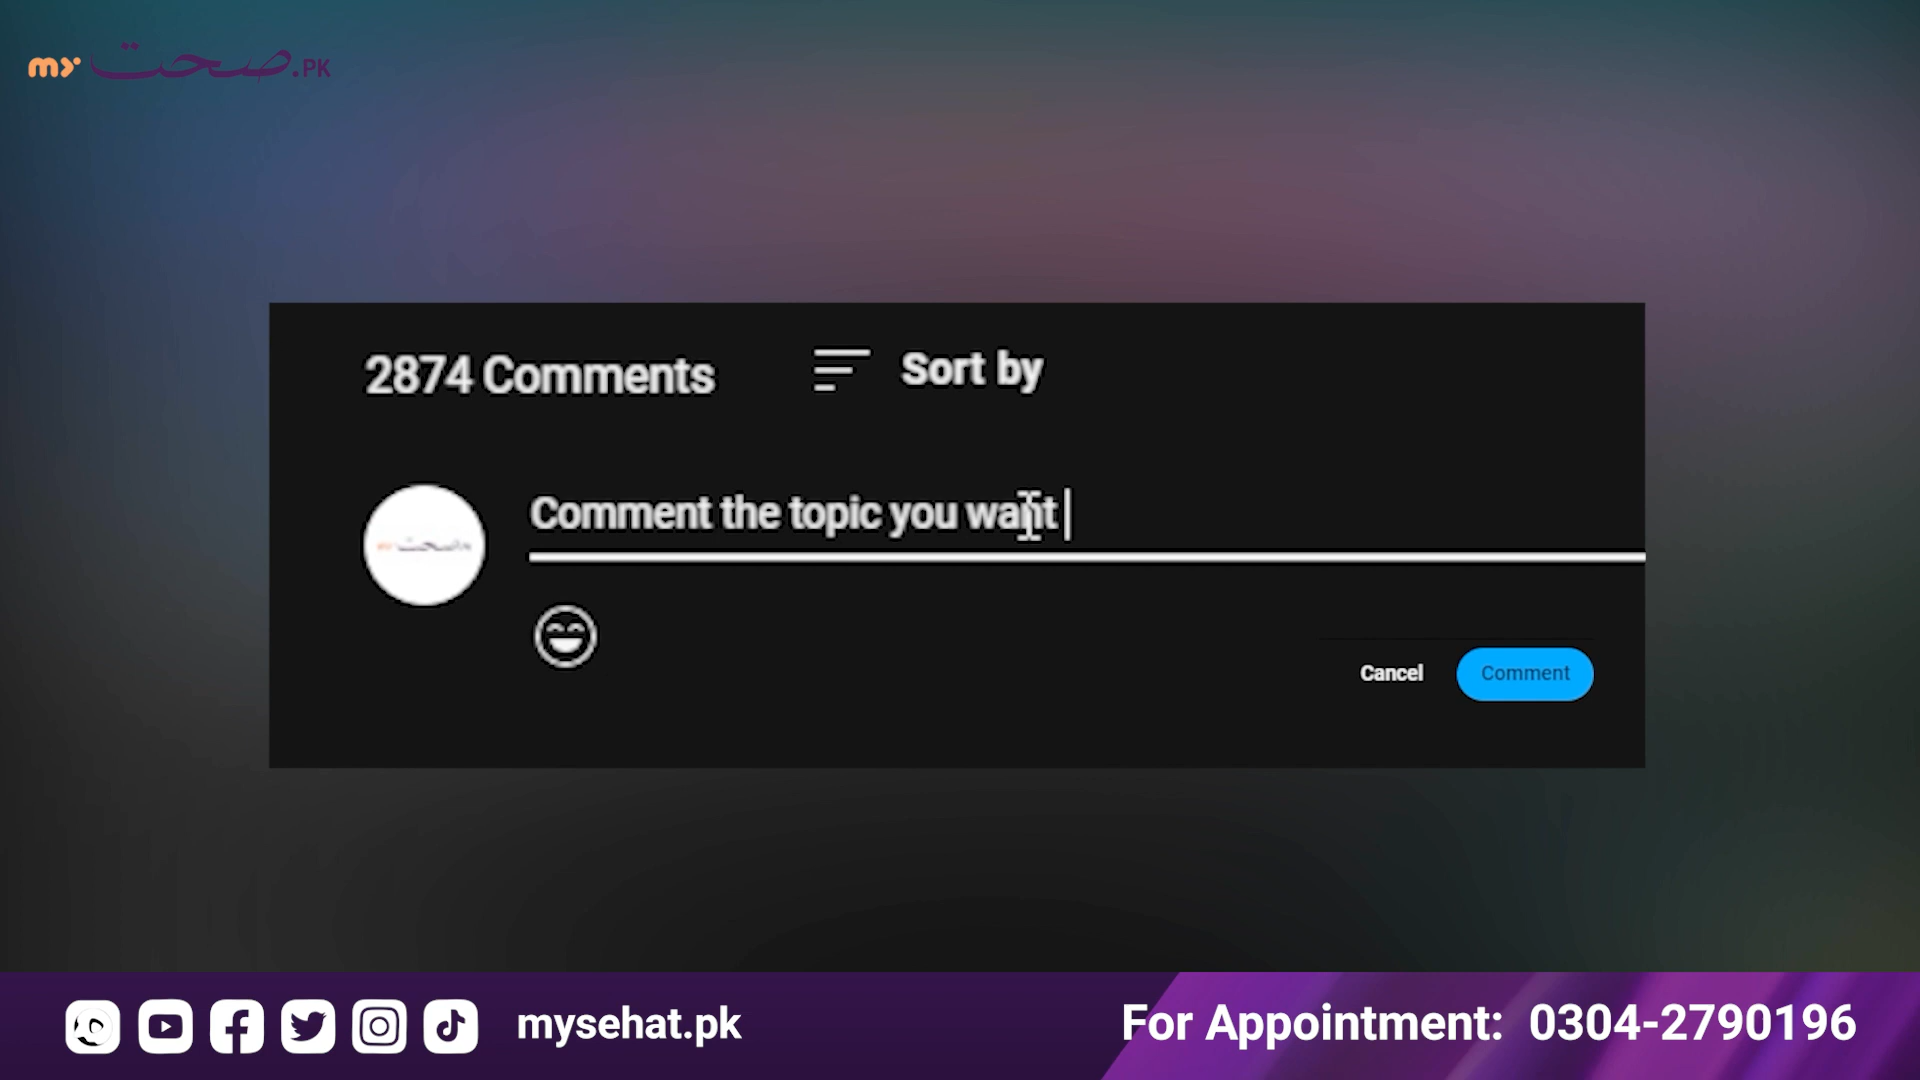 my صحت.PK
2874 Comments
Sort by
Comment the topic you want
Cancel
Comment
mysehat.pk
For Appointment: 0304-2790196